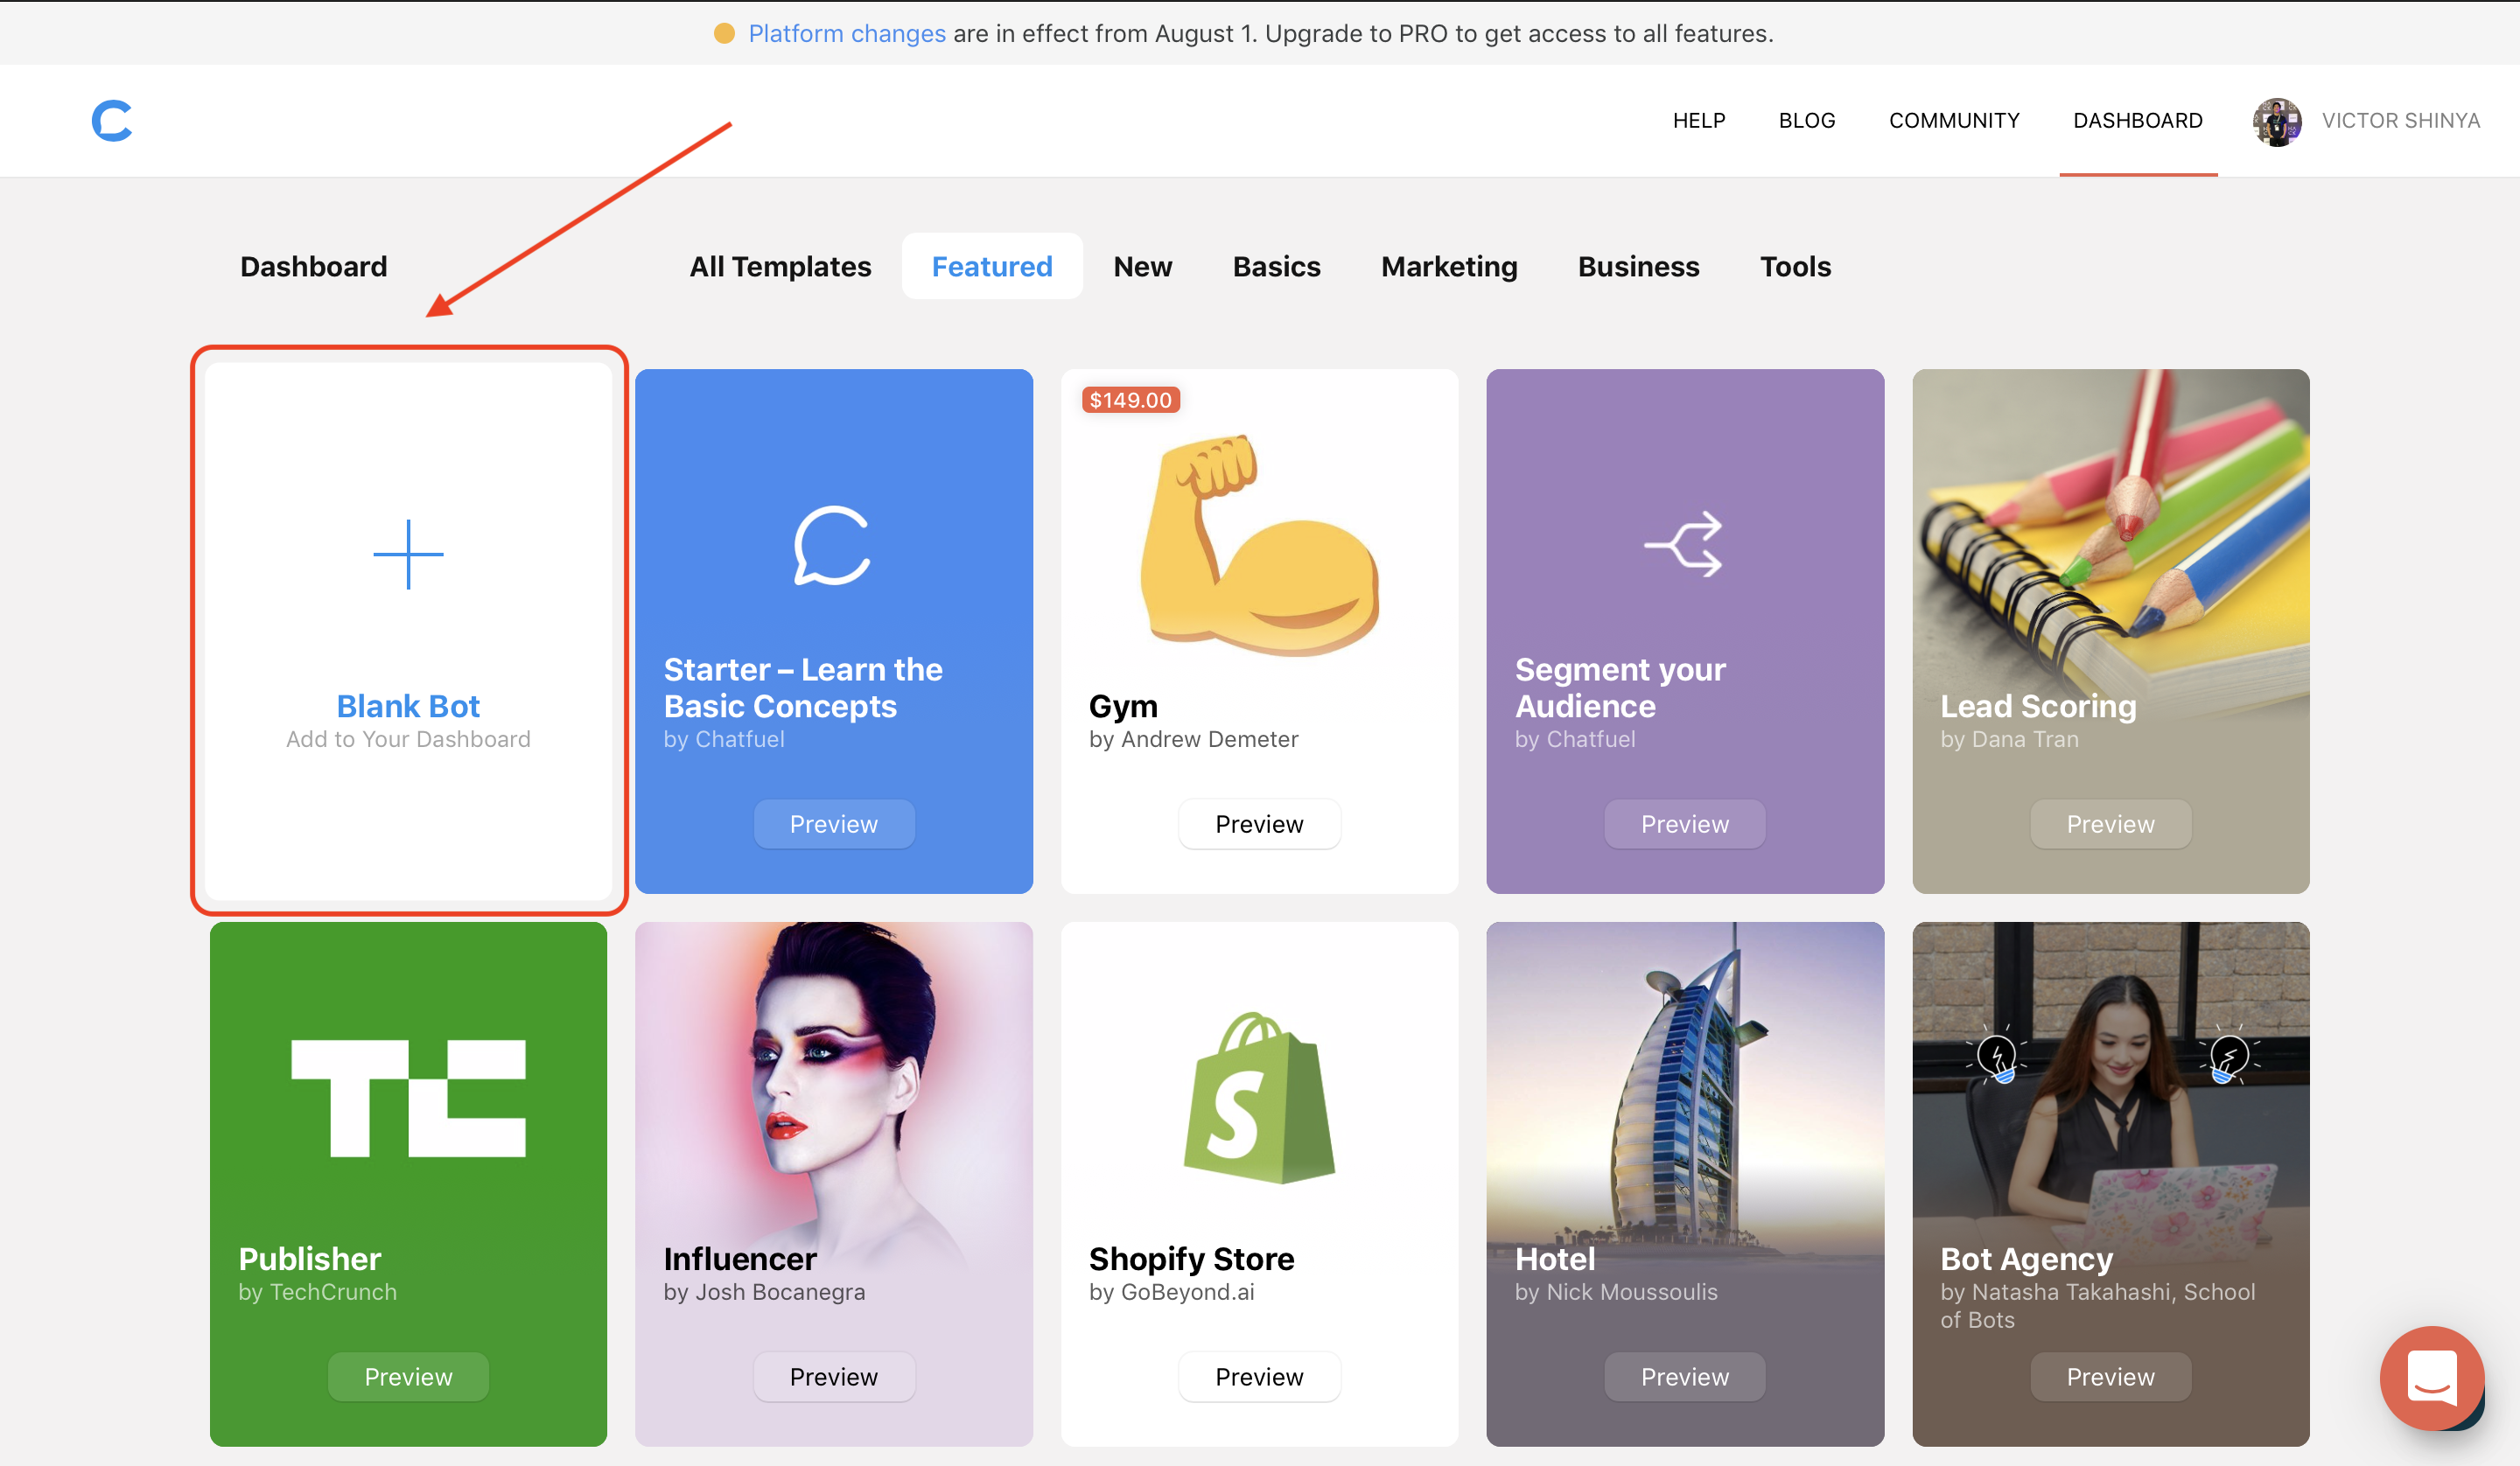 Platform changes are in effect from August 1. Upgrade to PRO to get access to all features.
HELP
BLOG
COMMUNITY
DASHBOARD
VICTOR SHINYA
Dashboard
All Templates
Featured
New
Basics
Marketing
Business
Tools
Blank Bot
Add to Your Dashboard
Starter – Learn the
Basic Concepts
by Chatfuel
Preview
$149.00
Gym
by Andrew Demeter
Preview
Segment your
Audience
by Chatfuel
Preview
Lead Scoring
by Dana Tran
Preview
TC
Publisher
by TechCrunch
Preview
Influencer
by Josh Bocanegra
Preview
S
Shopify Store
by GoBeyond.ai
Preview
Hotel
by Nick Moussoulis
Preview
Bot Agency
by Natasha Takahashi, School
of Bots
Preview